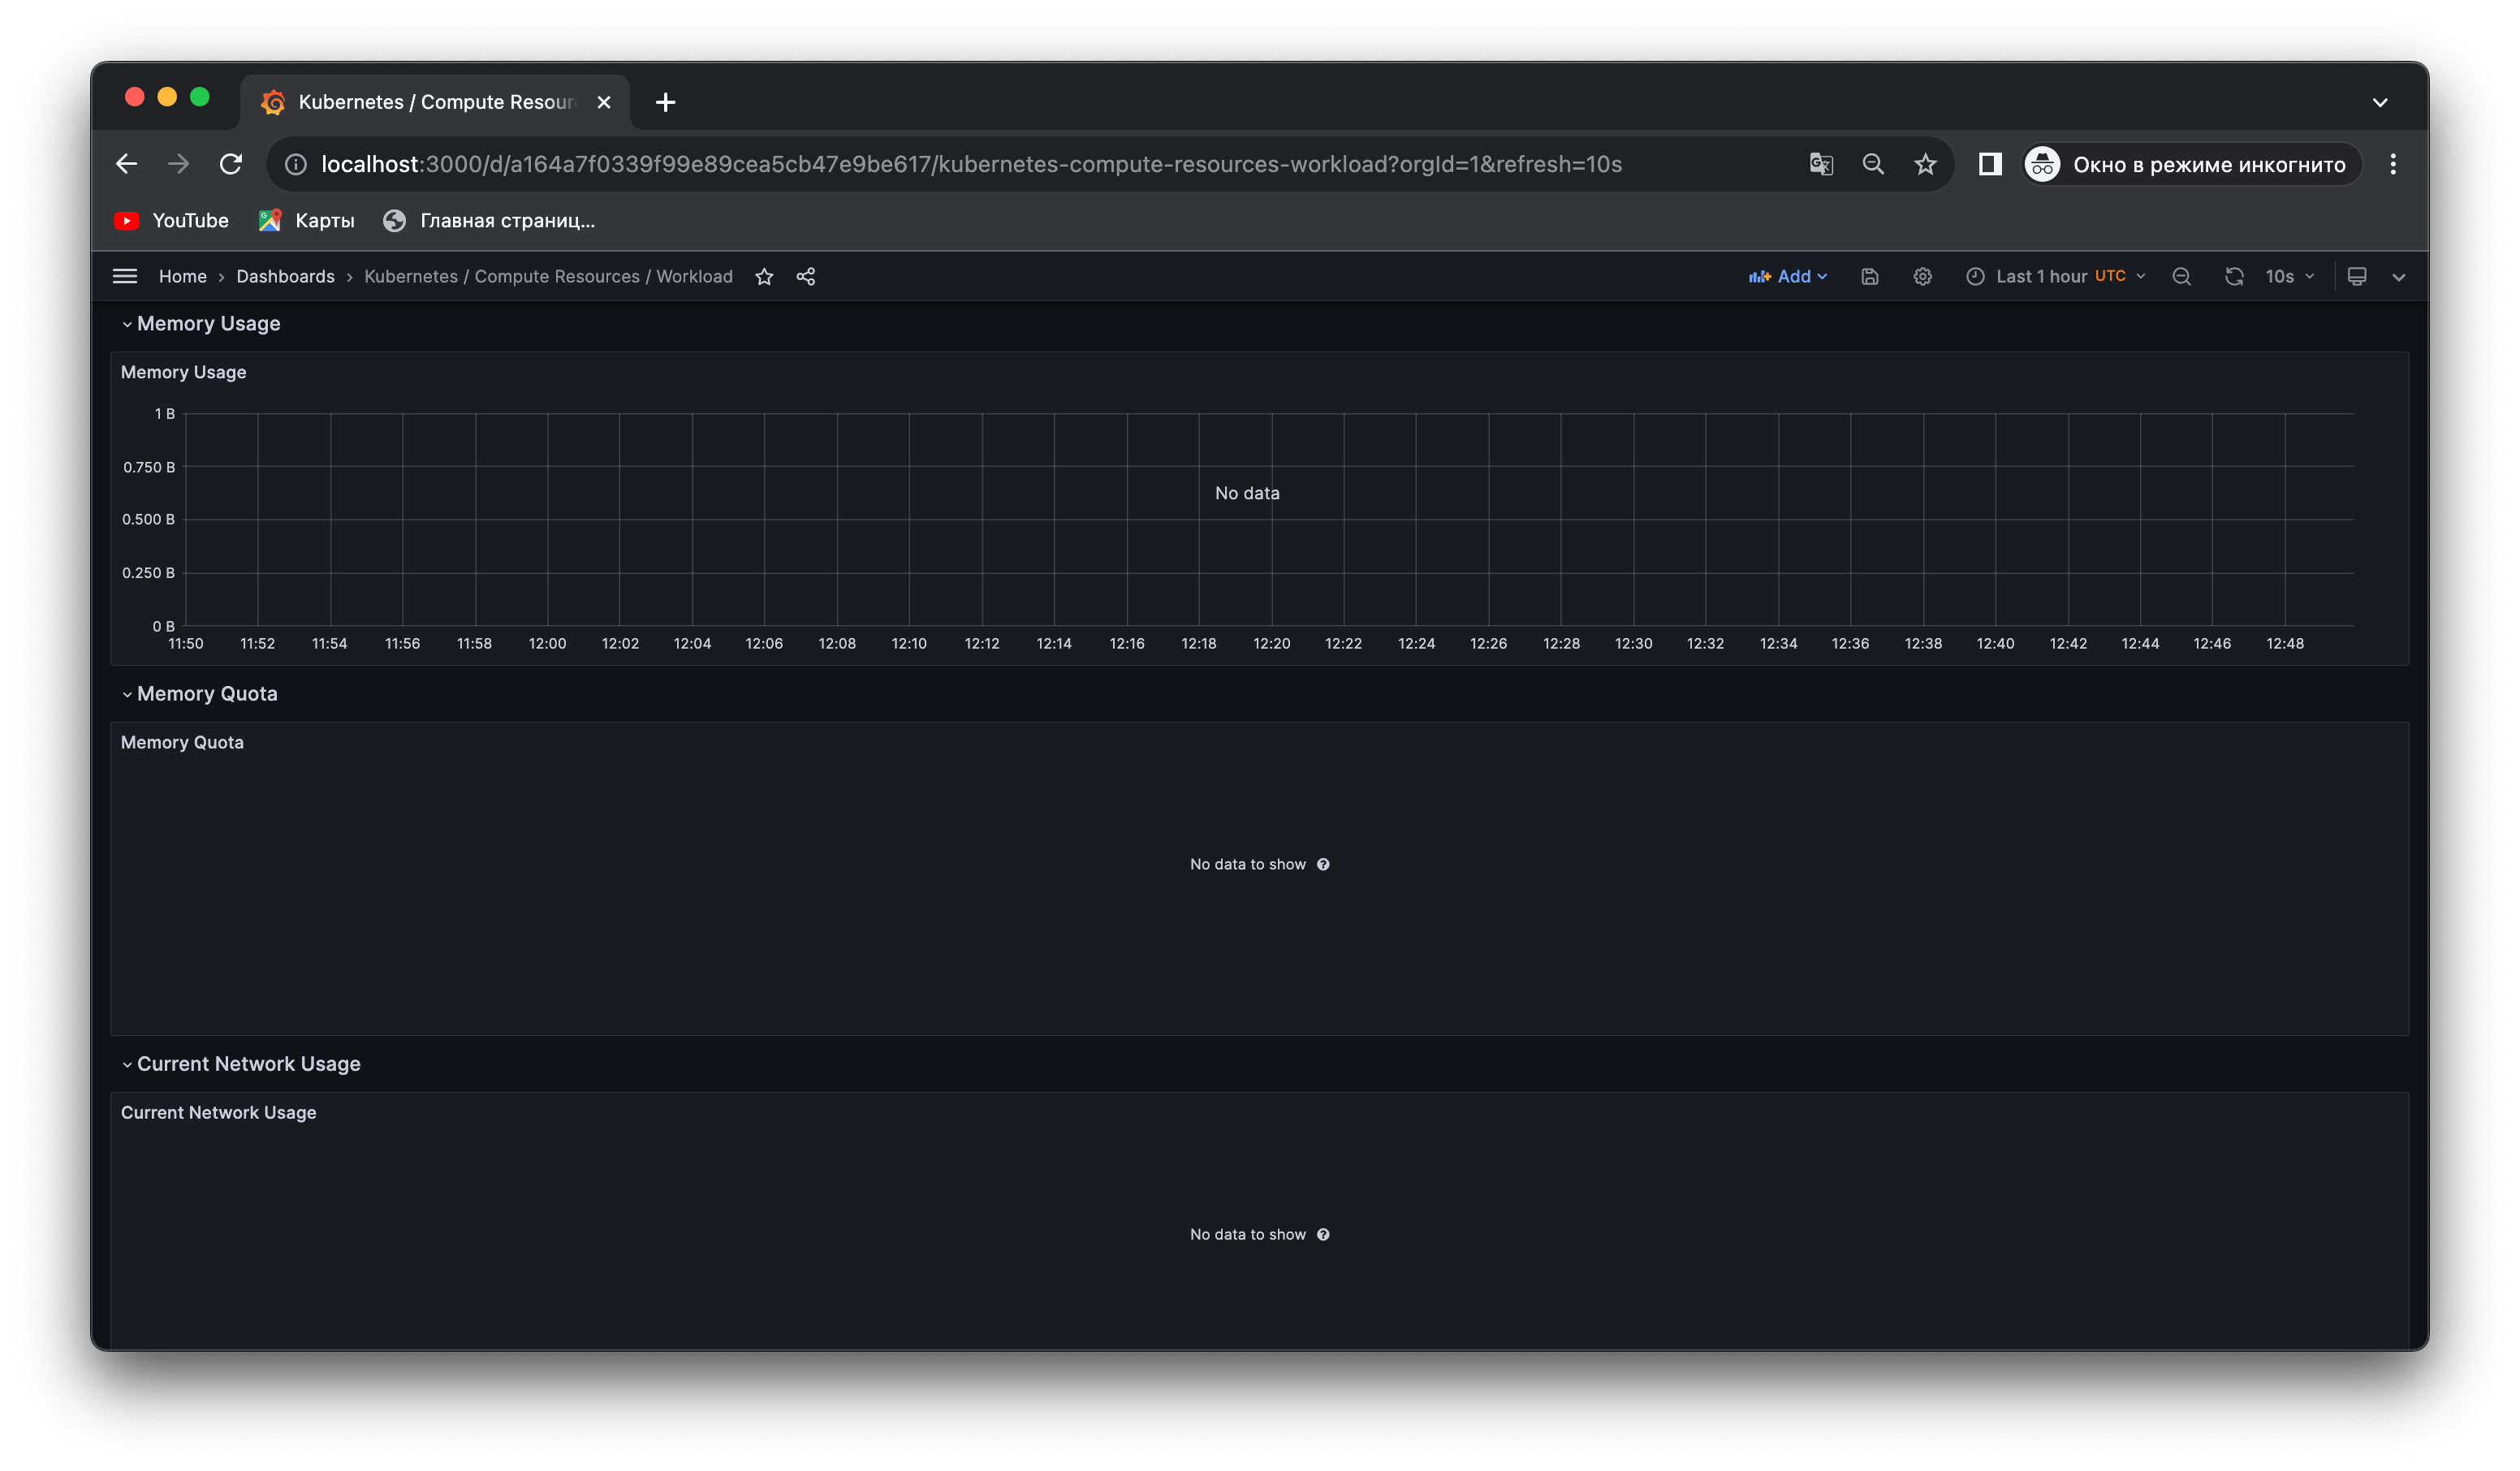 Kubernetes / Compute Resour
localhost:3000/d/a164a7f0339f99e89cea5cb47e9be617/kubernetes-compute-resources-workload?orgId=1&refresh=10s
Окно в режиме инкогнито
YouTube
Карты
Главная страниц...
Home › Dashboards › Kubernetes / Compute Resources / Workload
Add
Last 1 hour UTC
10s
Memory Usage
Memory Usage
1 B
0.750 B
0.500 B
0.250 B
0 B
No data
11:50 11:52 11:54 11:56 11:58 12:00 12:02 12:04 12:06 12:08 12:10 12:12 12:14 12:16 12:18 12:20 12:22 12:24 12:26 12:28 12:30 12:32 12:34 12:36 12:38 12:40 12:42 12:44 12:46 12:48
Memory Quota
Memory Quota
No data to show
Current Network Usage
Current Network Usage
No data to show